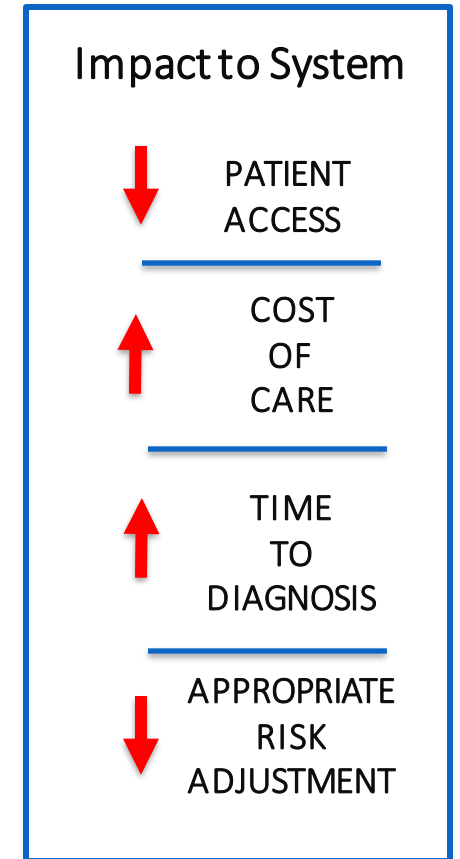 Impact to System
PATIENT
ACCESS
COST
OF
CARE
TIME
TO
DIAGNOSIS
APPROPRIATE
RISK
ADJUSTMENT